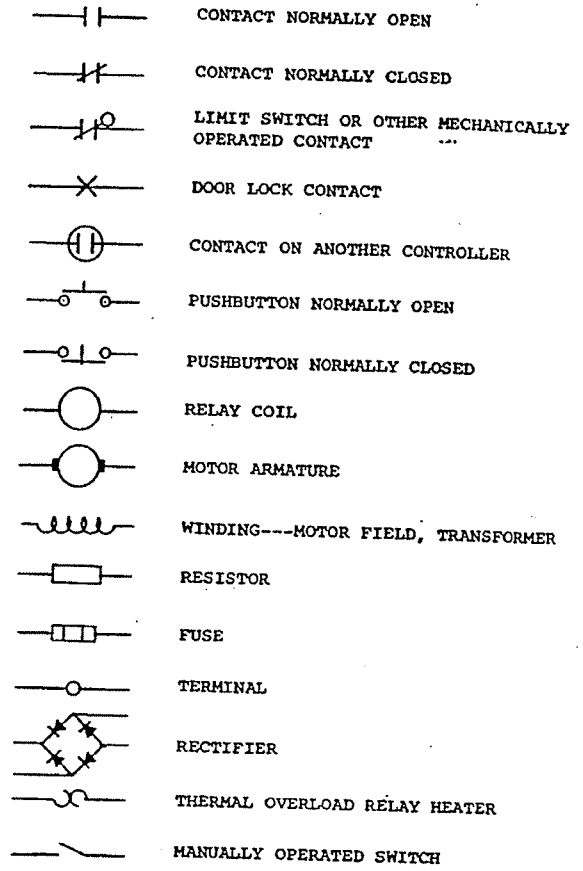 CONTACT NORMALLY OPEN
CONTACT NORMALLY CLOSED
LIMIT SWITCH OR OTHER MECHANICALLY
OPERATED CONTACT
DOOR LOCK CONTACT
CONTACT ON ANOTHER CONTROLLER
PUSHBUTTON NORMALLY OPEN
PUSHBUTTON NORMALLY CLOSED
RELAY COIL
MOTOR ARMATURE
WINDING---MOTOR FIELD, TRANSFORMER
RESISTOR
FUSE
TERMINAL
RECTIFIER
THERMAL OVERLOAD RELAY HEATER
MANUALLY OPERATED SWITCH